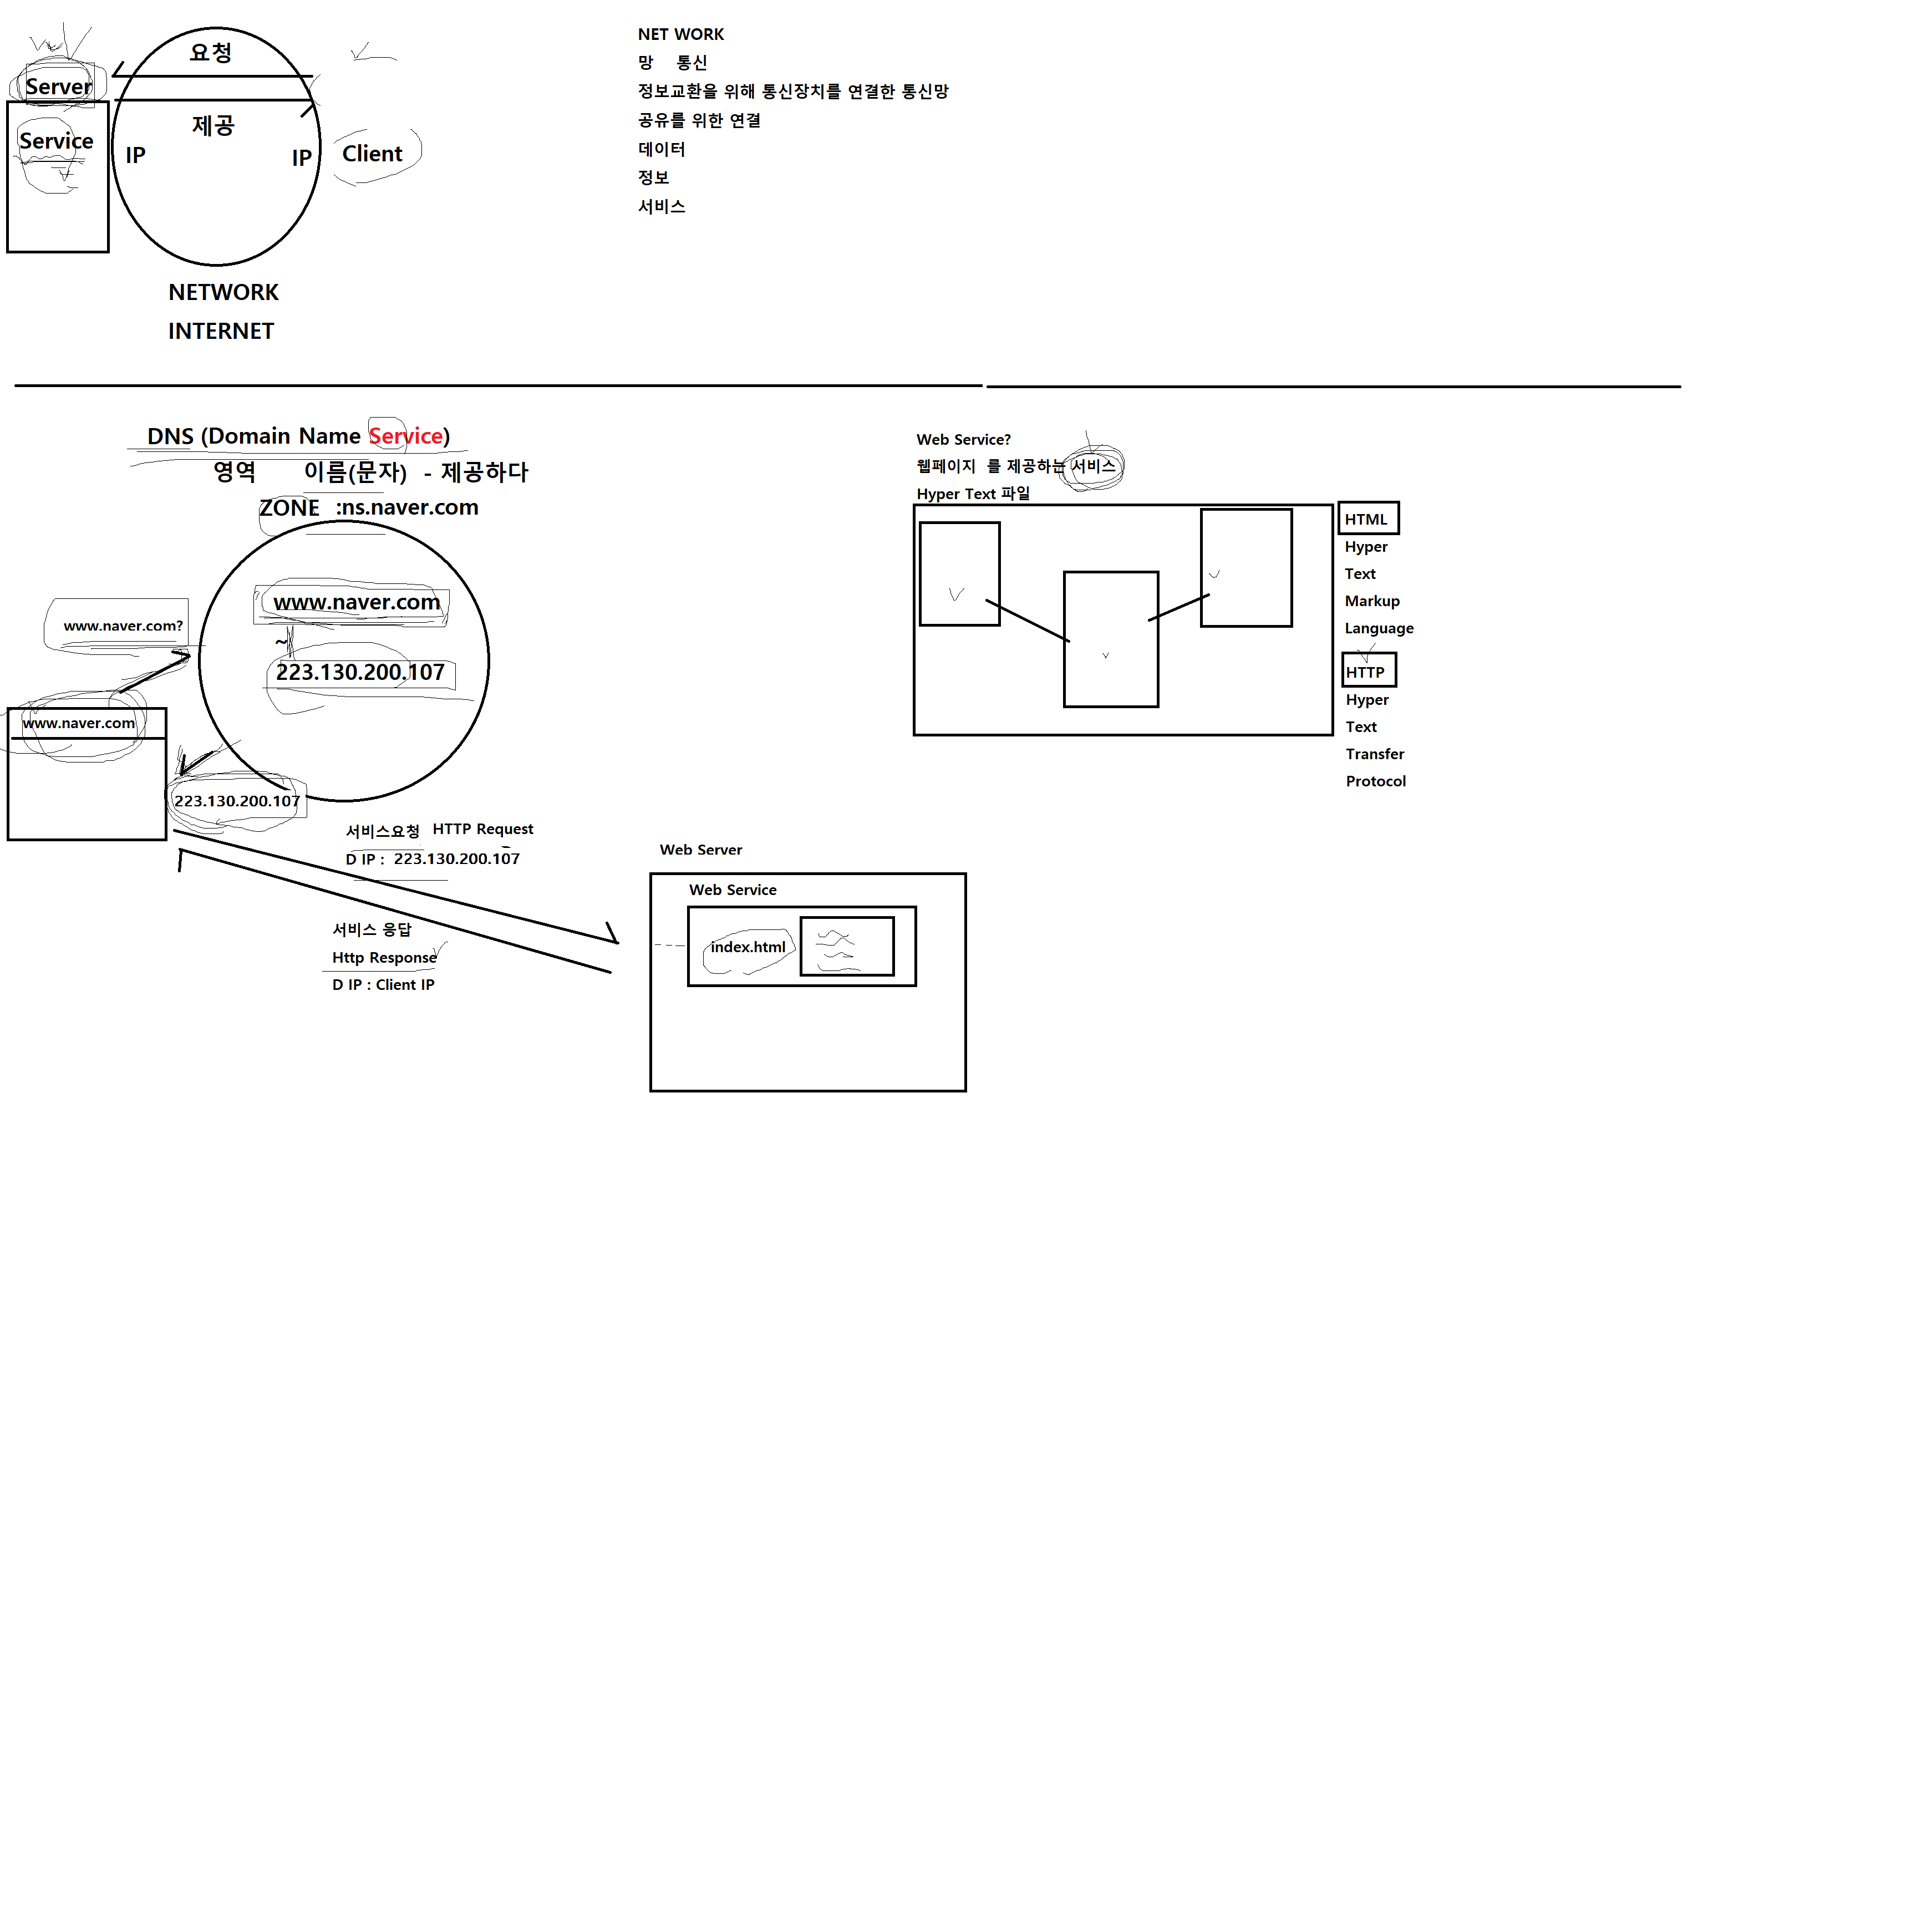 요청
Server
제공
Service
IP
IP
Client
NETWORK
INTERNET
NET WORK
망 통신
정보교환을 위해 통신장치를 연결한 통신망
공유를 위한 연결
데이터
정보
서비스
DNS (Domain Name Service)
영역 이름(문자) - 제공하다
ZONE :ns.naver.com
www.naver.com
~
223.130.200.107
www.naver.com?
www.naver.com
223.130.200.107
서비스요청 HTTP Request
D IP : 223.130.200.107
서비스 응답
Http Response
D IP : Client IP
Web Server
Web Service
index.html
Web Service?
웹페이지 를 제공하는 서비스
Hyper Text 파일
HTML
Hyper
Text
Markup
Language
HTTP
Hyper
Text
Transfer
Protocol